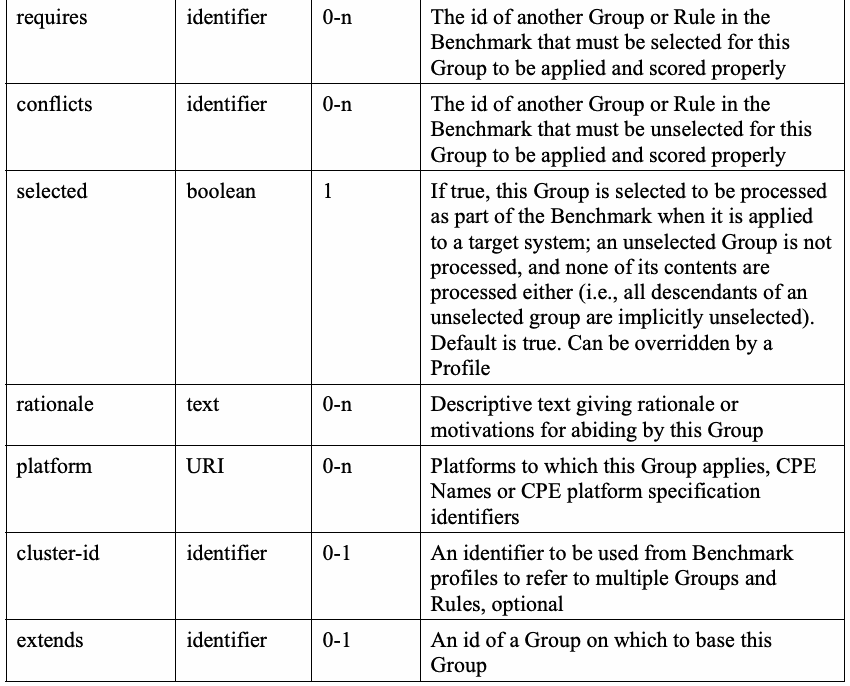 requires identifier 0-n The id of another Group or Rule in the
Benchmark that must be selected for this
Group to be applied and scored properly
conflicts identifier 0-n The id of another Group or Rule in the
Benchmark that must be unselected for this
Group to be applied and scored properly
selected boolean 1 If true, this Group is selected to be processed
as part of the Benchmark when it is applied
to a target system; an unselected Group is not
processed, and none of its contents are
processed either (i.e., all descendants of an
unselected group are implicitly unselected).
Default is true. Can be overridden by a
Profile
rationale text 0-n Descriptive text giving rationale or
motivations for abiding by this Group
platform URI 0-n Platforms to which this Group applies, CPE
Names or CPE platform specification
identifiers
cluster-id identifier 0-1 An identifier to be used from Benchmark
profiles to refer to multiple Groups and
Rules, optional
extends identifier 0-1 An id of a Group on which to base this
Group